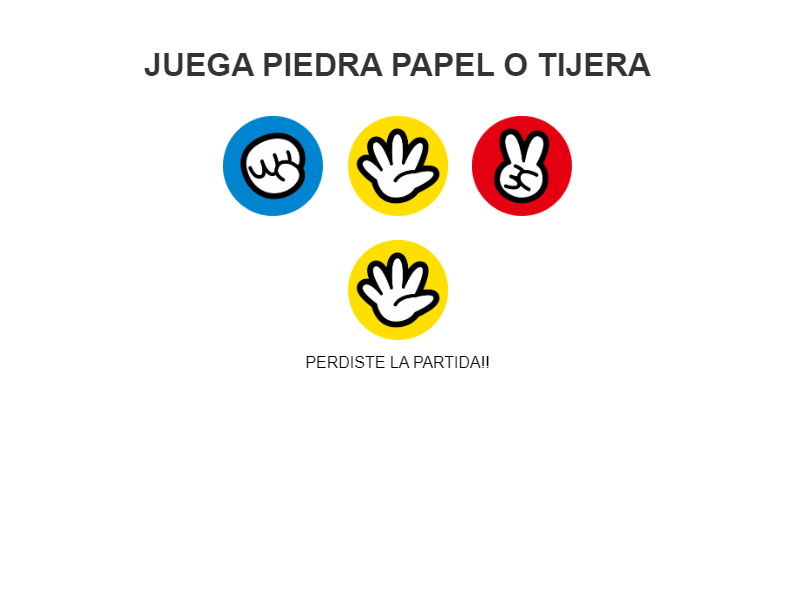 JUEGA PIEDRA PAPEL O TIJERA
PERDISTE LA PARTIDA!!